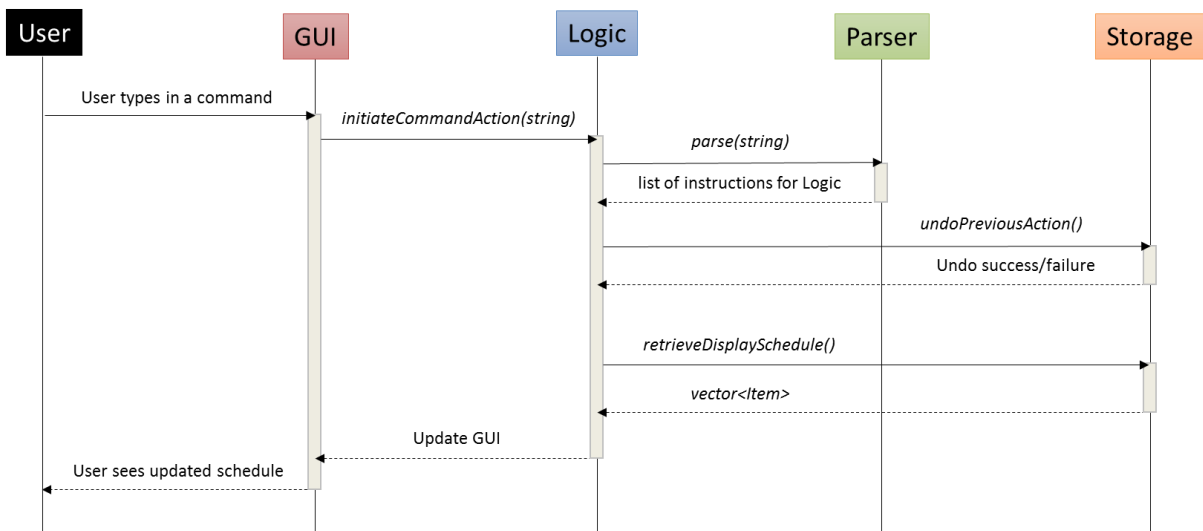 User
GUI
Logic
Parser
Storage
User types in a command
initiateCommandAction(string)
parse(string)
list of instructions for Logic
undoPreviousAction()
Undo success/failure
retrieveDisplaySchedule()
vector<Item>
Update GUI
User sees updated schedule